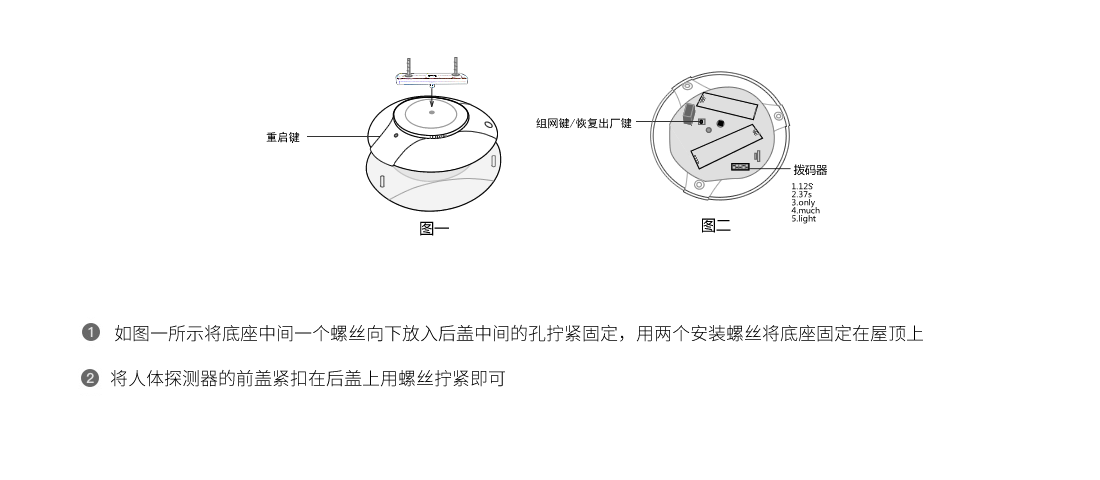 重启键
组网键/恢复出厂键
拨码器
1.12S
2.37s
3.only
4.much
5.light
图一
图二
1 如图一所示将底座中间一个螺丝向下放入后盖中间的孔拧紧固定，用两个安装螺丝将底座固定在屋顶上
2 将人体探测器的前盖紧扣在后盖上用螺丝拧紧即可